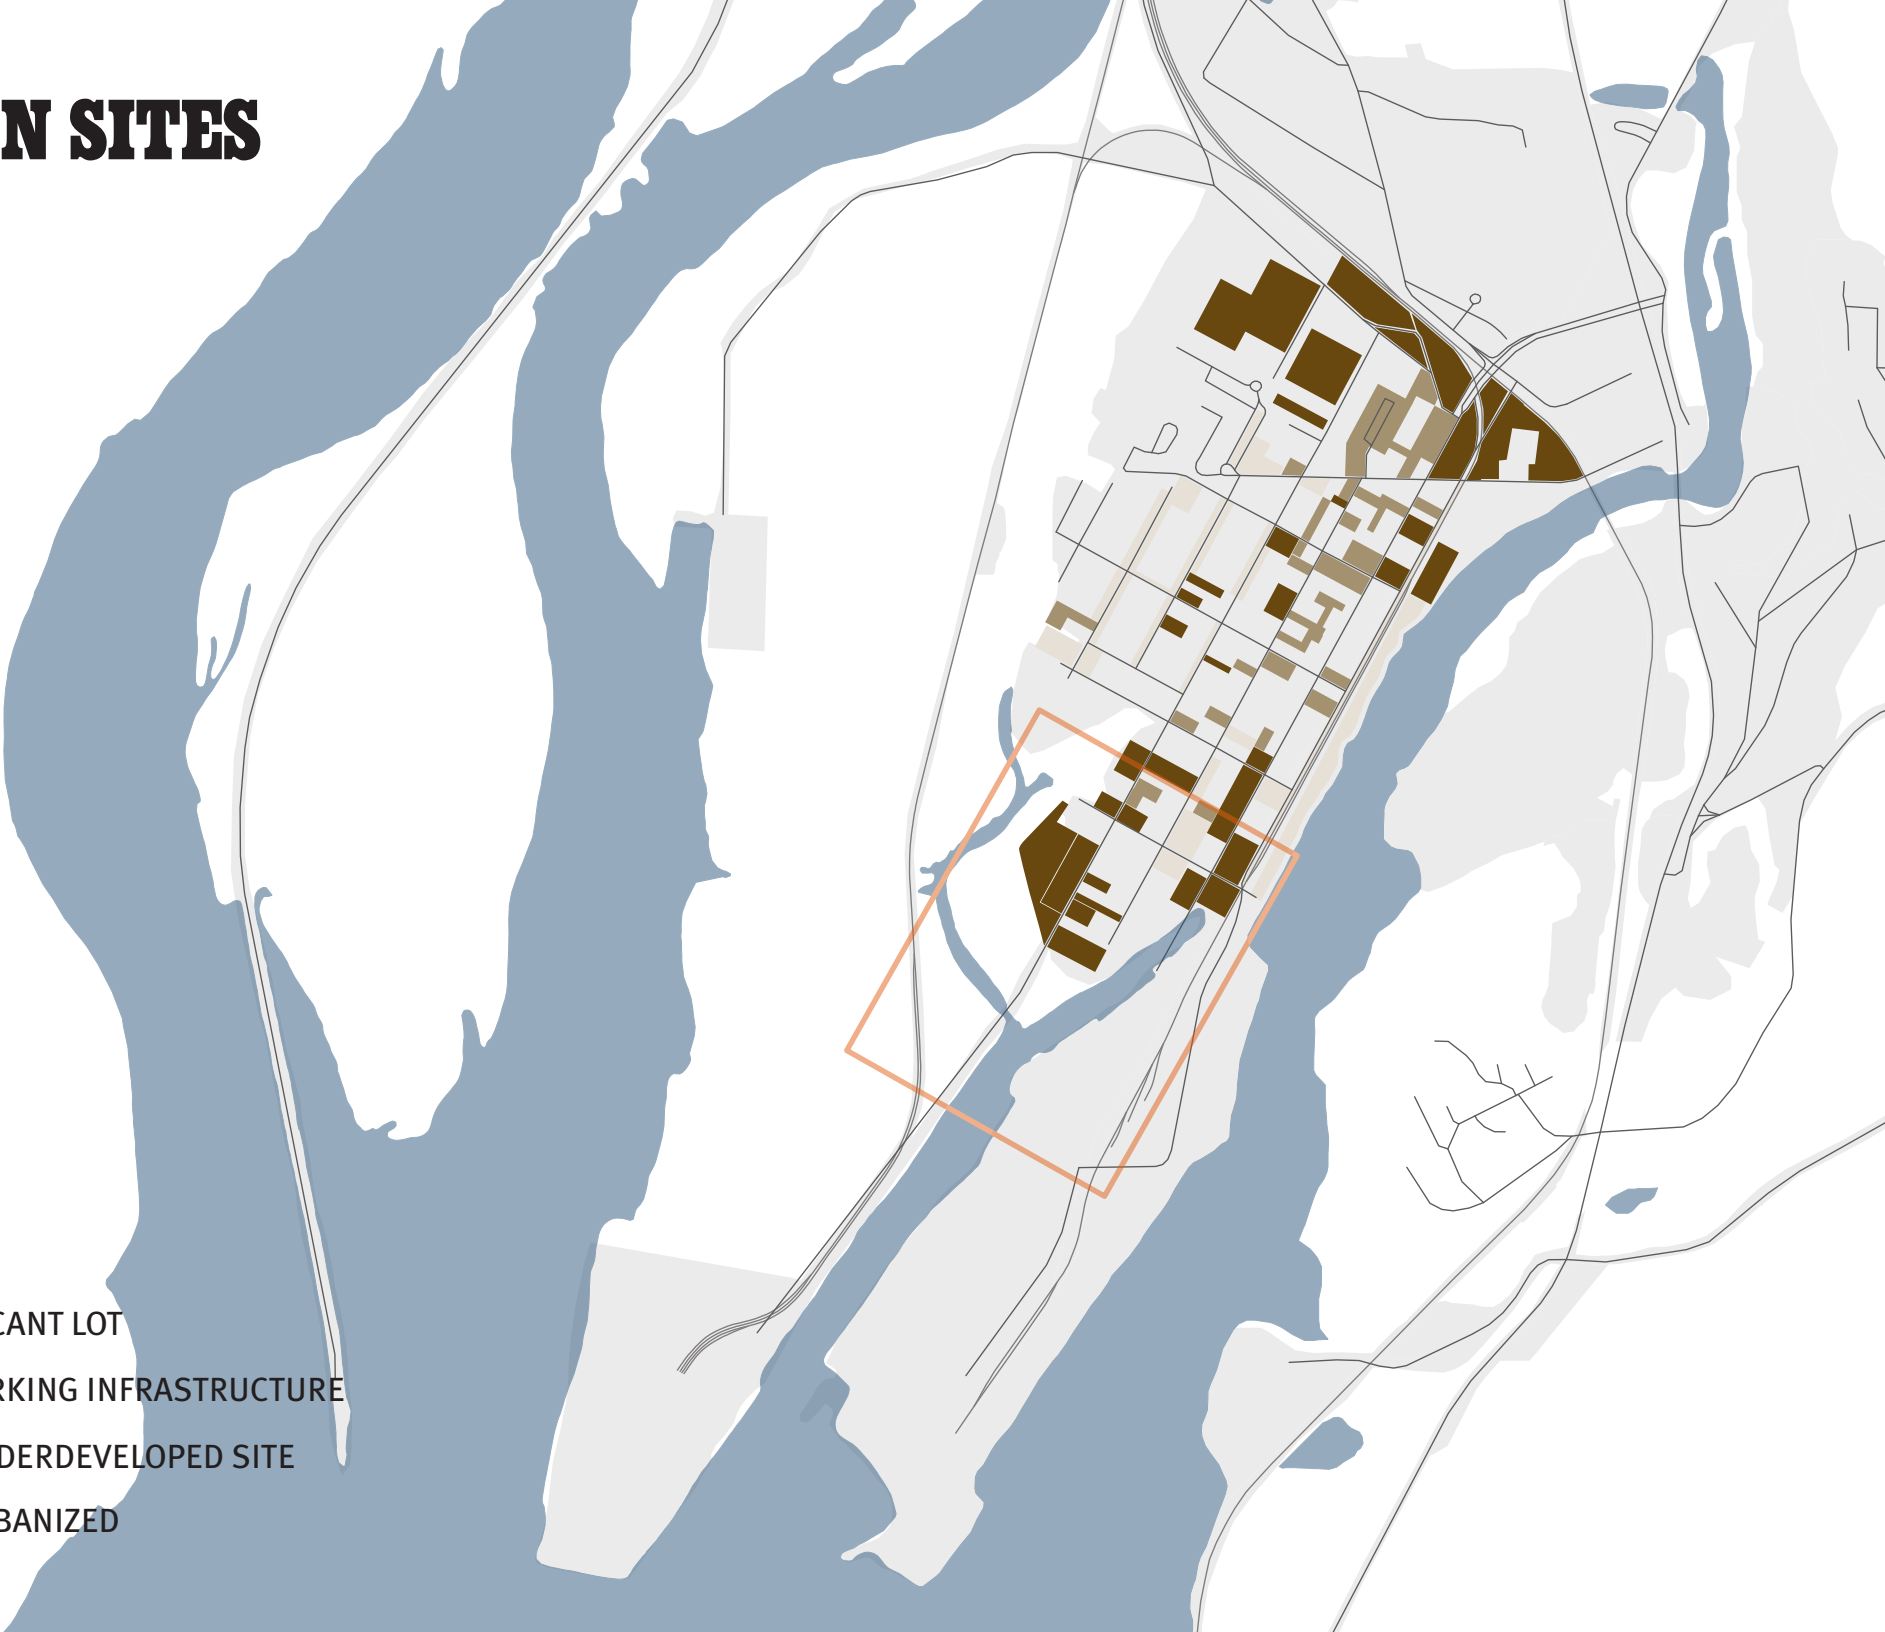 N SITES
CANT LOT
RKING INFRASTRUCTURE
DERDEVELOPED SITE
BANIZED